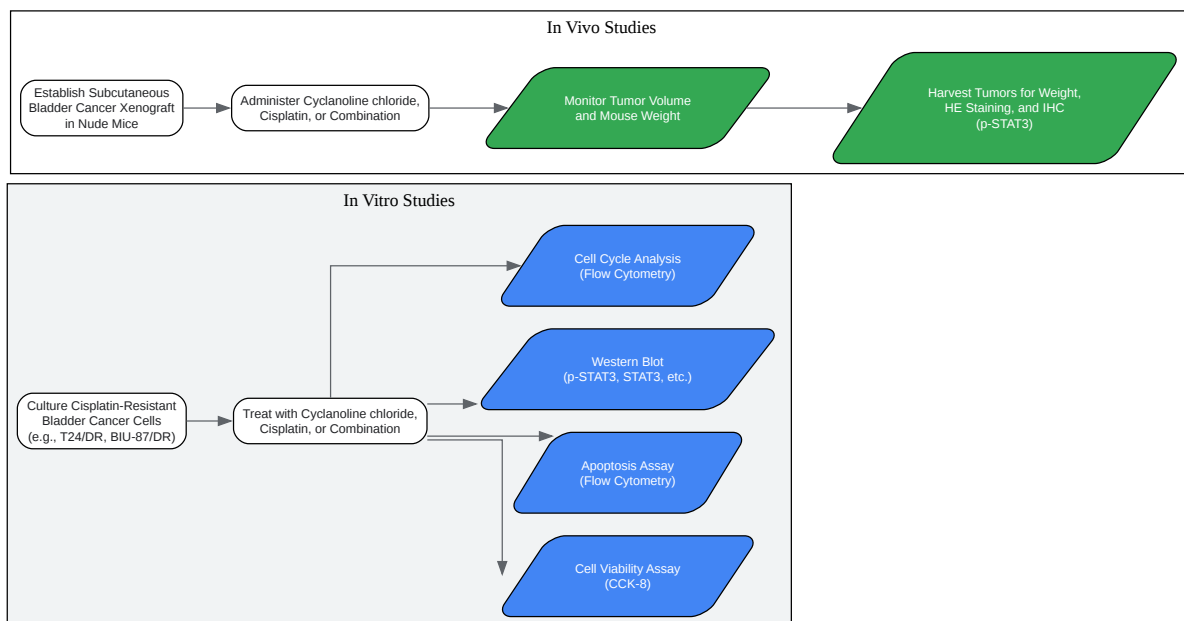 In Vivo Studies
Establish Subcutaneous
Bladder Cancer Xenograft
in Nude Mice
Administer Cyclanoline chloride,
Cisplatin, or Combination
Monitor Tumor Volume
and Mouse Weight
Harvest Tumors for Weight,
HE Staining, and IHC
(p-STAT3)
In Vitro Studies
Culture Cisplatin-Resistant
Bladder Cancer Cells
(e.g., T24/DR, BIU-87/DR)
Treat with Cyclanoline chloride,
Cisplatin, or Combination
Cell Cycle Analysis
(Flow Cytometry)
Western Blot
(p-STAT3, STAT3, etc.)
Apoptosis Assay
(Flow Cytometry)
Cell Viability Assay
(CCK-8)